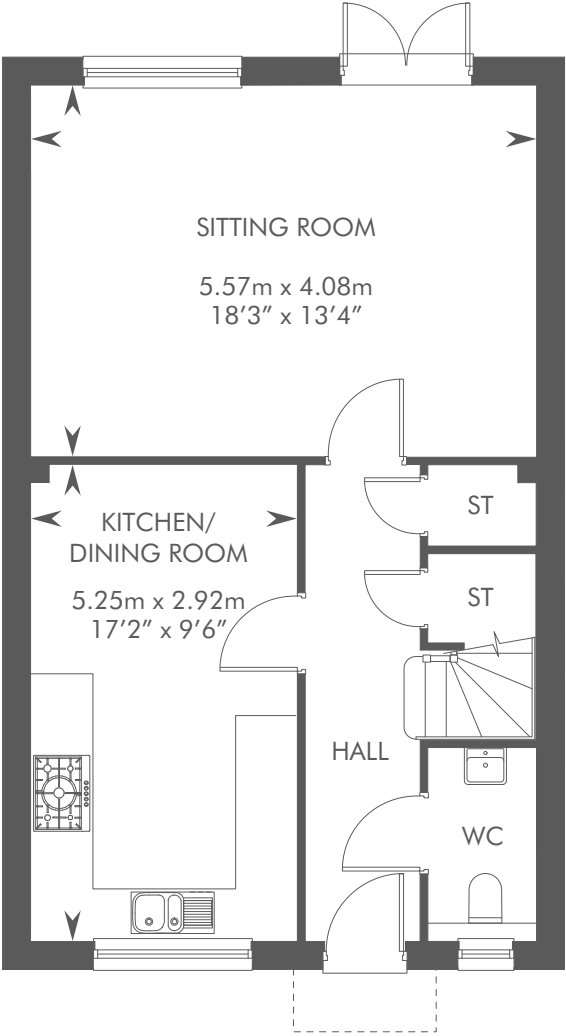 SITTING ROOM
5.57m x 4.08m
18’3” x 13’4”
KITCHEN/
DINING ROOM
5.25m x 2.92m
17’2” x 9’6”
ST
ST
HALL
WC